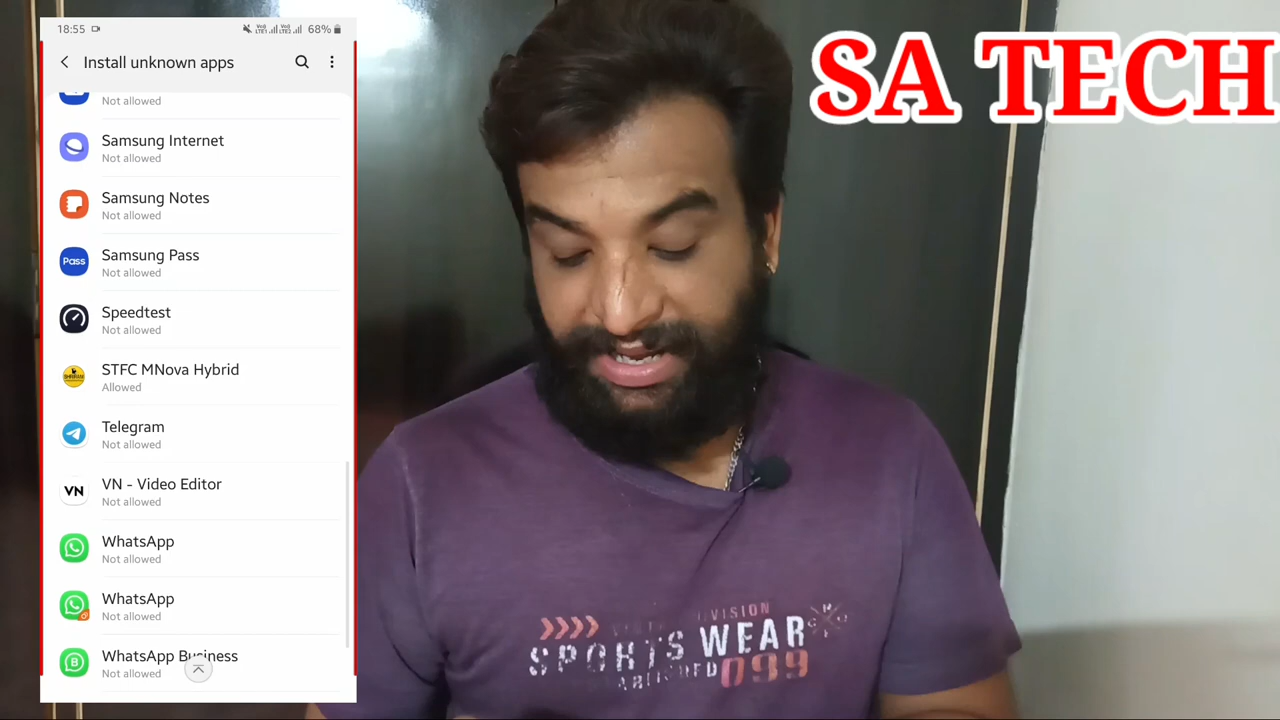 18:55
68%
Install unknown apps
Not allowed
Samsung Internet
Not allowed
Samsung Notes
Not allowed
Pass
Samsung Pass
Not allowed
Speedtest
Not allowed
STFC MNova Hybrid
Allowed
Telegram
Not allowed
VN
VN - Video Editor
Not allowed
WhatsApp
Not allowed
WhatsApp
Not allowed
B
WhatsApp Business
Not allowed
SA TECH
SPORTS WEAR
099